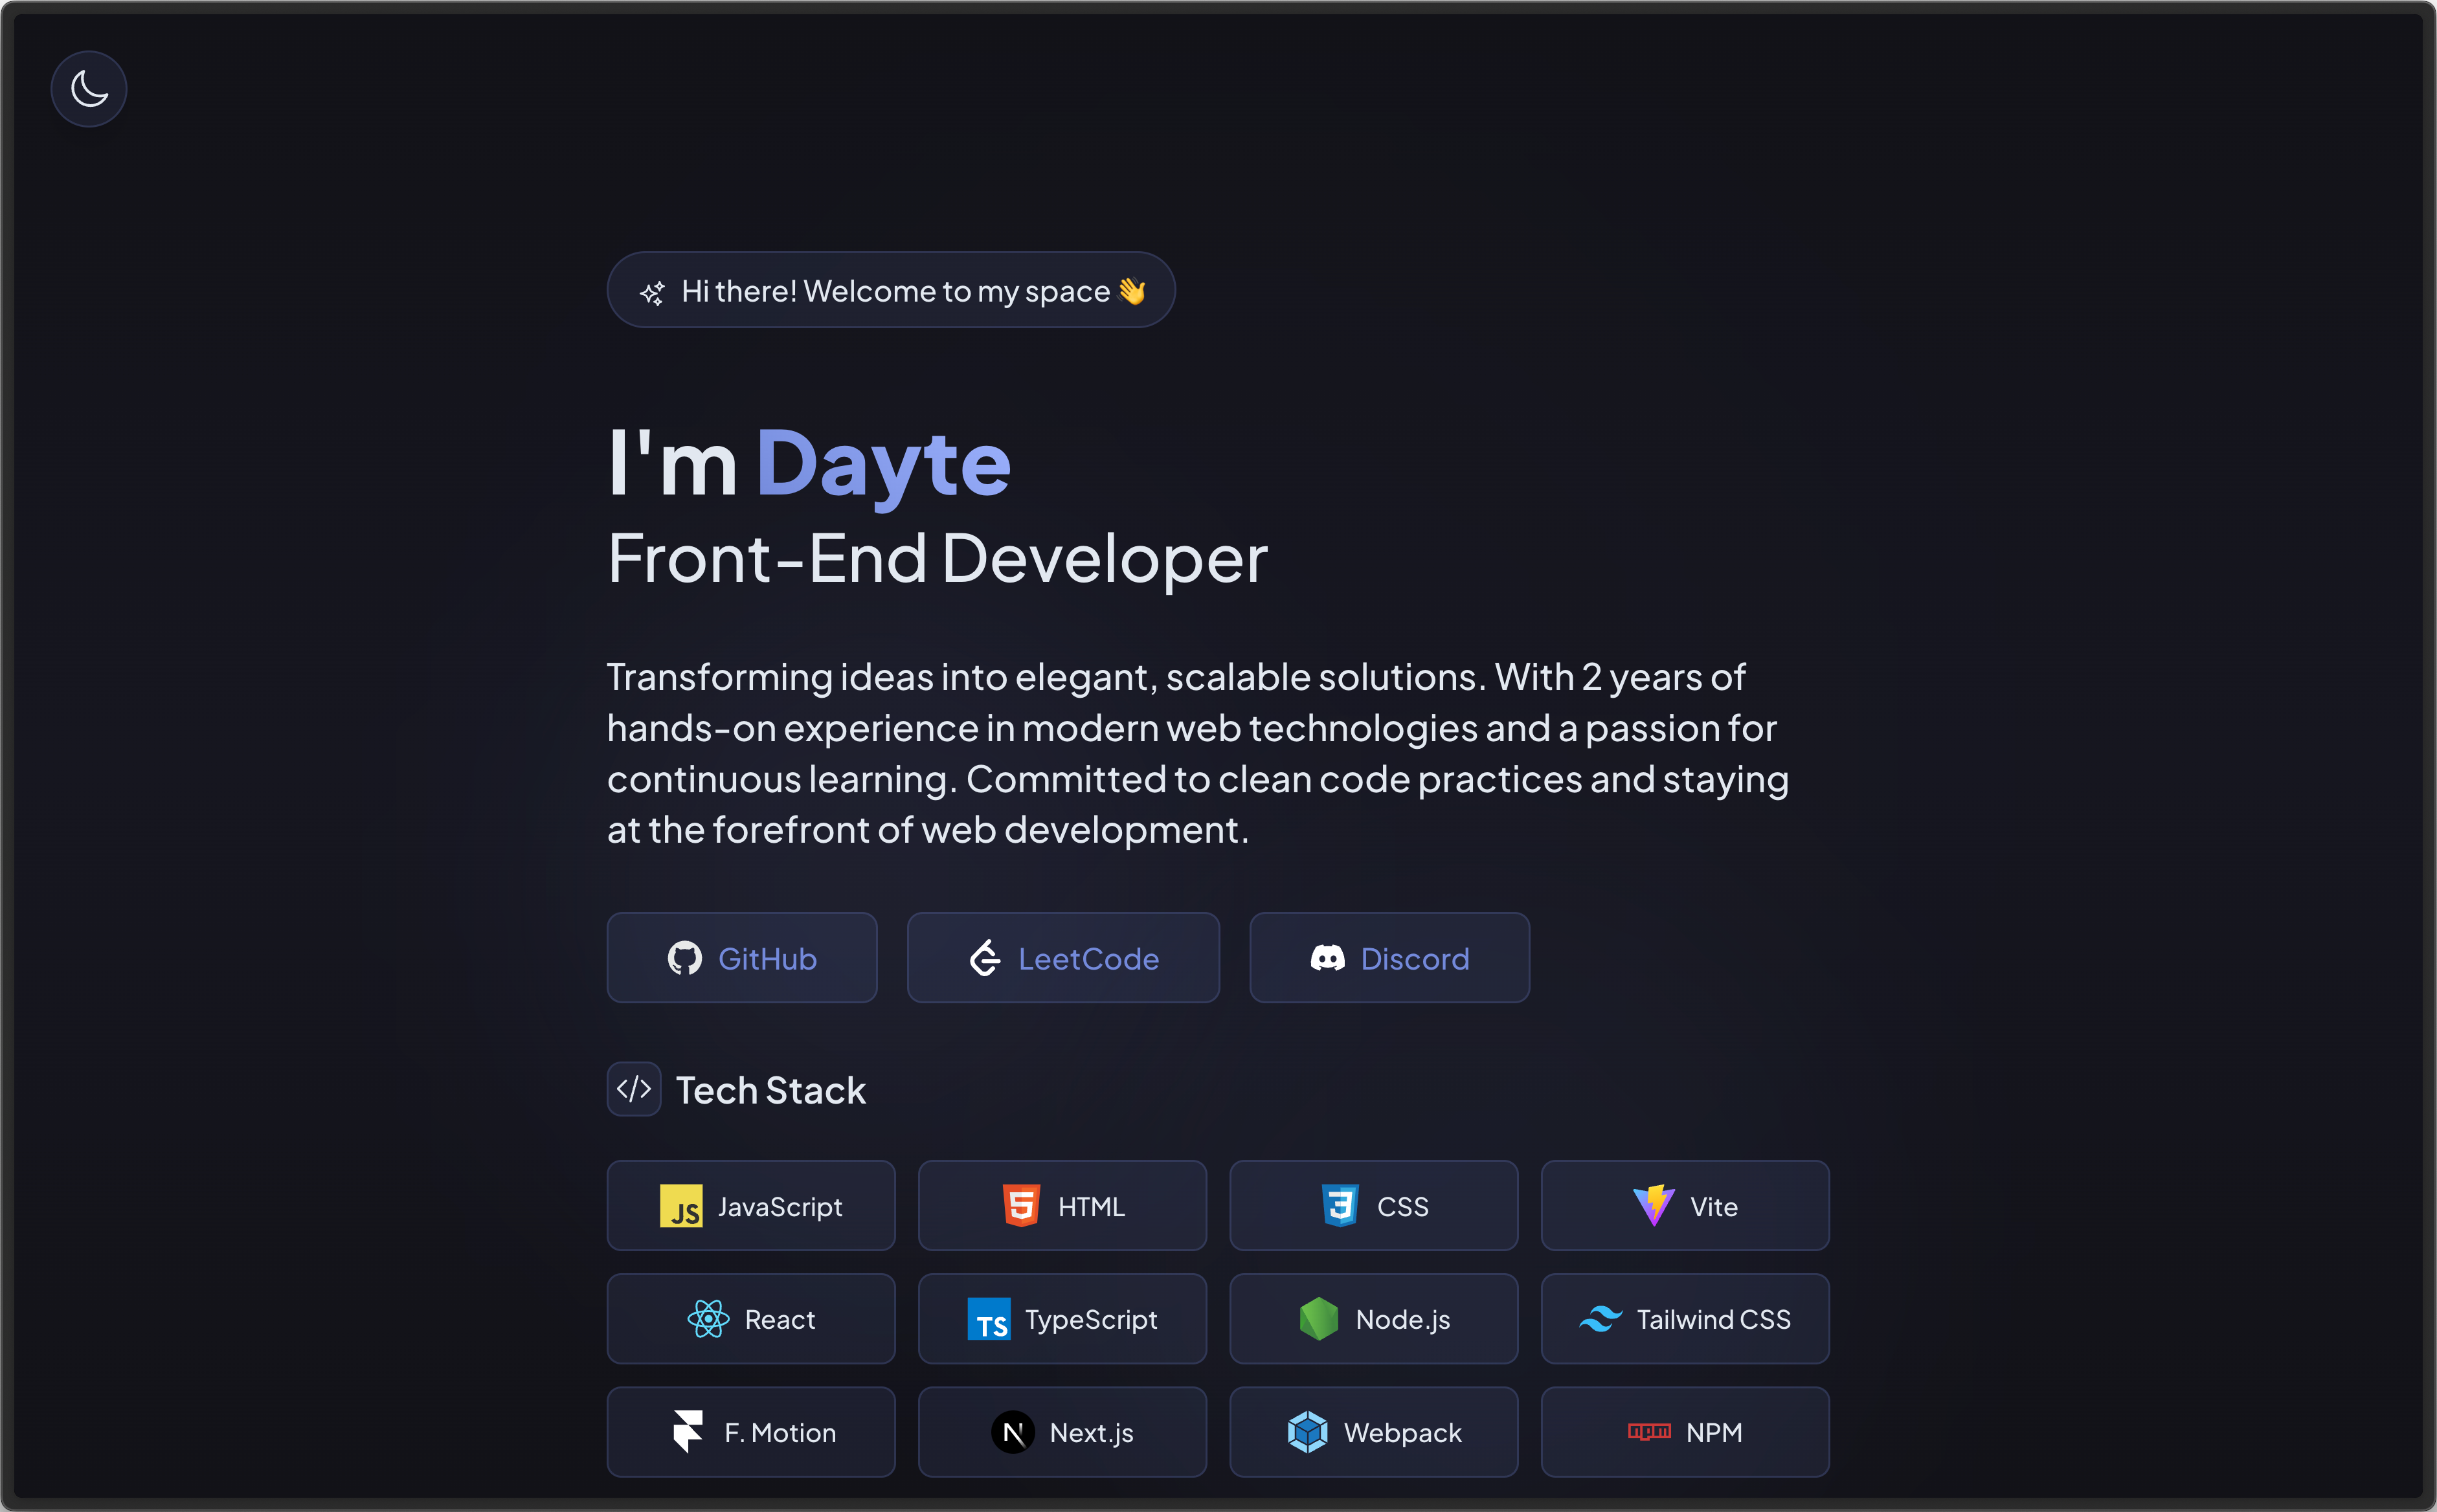 Hi there! Welcome to my space 👋
I'm Dayte
Front-End Developer
Transforming ideas into elegant, scalable solutions. With 2 years of
hands-on experience in modern web technologies and a passion for
continuous learning. Committed to clean code practices and staying
at the forefront of web development.
GitHub LeetCode Discord
</> Tech Stack
JS JavaScript 5 HTML 3 CSS Vite
React TS TypeScript Node.js Tailwind CSS
F. Motion N Next.js Webpack npm NPM